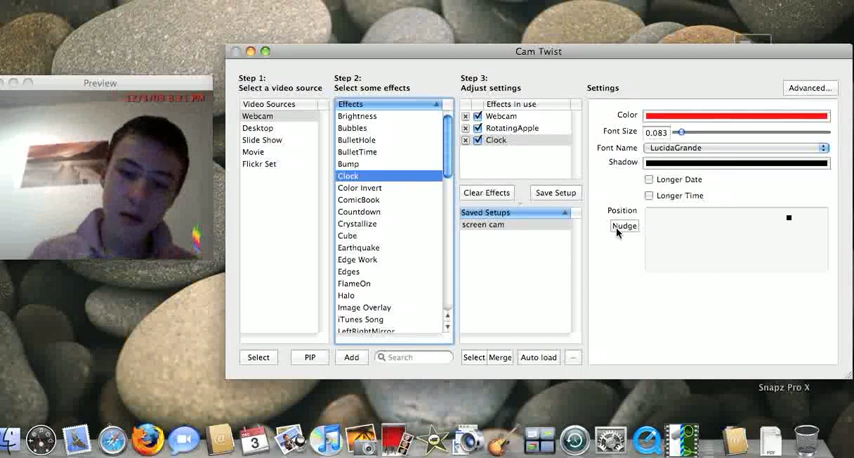 Cam Twist
Preview
Step 1:
Select a video source
Video Sources
Webcam
Desktop
Slide Show
Movie
Flickr Set
Select
PIP
Step 2:
Select some effects
Effects
Brightness
Bubbles
BulletHole
BulletTime
Bump
Clock
Color Invert
ComicBook
Countdown
Crystallize
Cube
Earthquake
Edge Work
Edges
FlameOn
Halo
Image Overlay
iTunes Song
LeftRightMirror
Add
Search
Step 3:
Adjust settings
Effects in use
Webcam
RotatingApple
Clock
Clear Effects
Save Setup
Saved Setups
screen cam
Select
Merge
Auto load
Settings
Advanced...
Color
Font Size 0.083
Font Name LucidaGrande
Shadow
Longer Date
Longer Time
Position
Nudge
Snapz Pro X
3